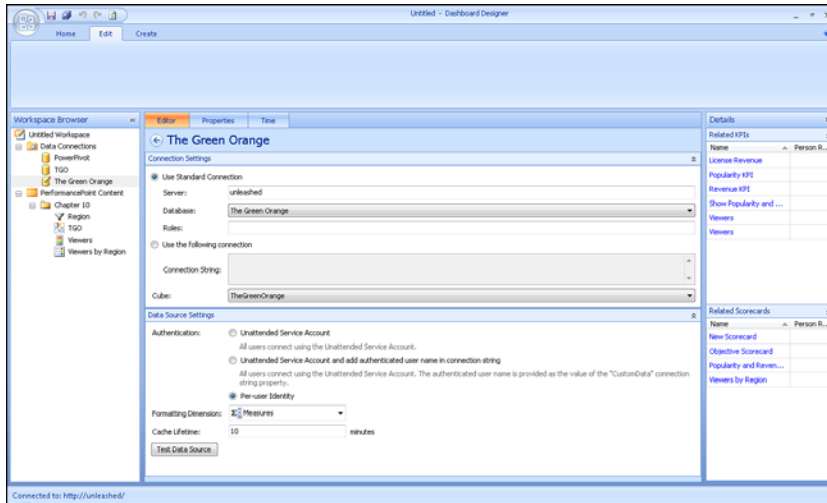 Untitled - Dashboard Designer
Home Edit Create
Workspace Browser «
Untitled Workspace
Data Connections
PowerPivot
TGO
The Green Orange
PerformancePoint Content
Chapter 10
Region
TGO
Viewers
Viewers by Region
Editor Properties Time
The Green Orange
Connection Settings
Use Standard Connection
Server: unleashed
Database: The Green Orange
Roles:
Use the following connection
Connection String:
Cube: TheGreenOrange
Data Source Settings
Authentication: Unattended Service Account
All users connect using the Unattended Service Account.
Unattended Service Account and add authenticated user name in connection string
All users connect using the Unattended Service Account. The authenticated user name is provided as the value of the "CustomData" connection
string property.
Per-user Identity
Formatting Dimension: Measures
Cache Lifetime: 10 minutes
Test Data Source
Details
Related KPIs
Name Person R...
License Revenue
Popularity KPI
Revenue KPI
Show Popularity and ...
Viewers
Viewers
Related Scorecards
Name Person R...
New Scorecard
Objective Scorecard
Popularity and Reven...
Viewers by Region
Connected to: http://unleashed/